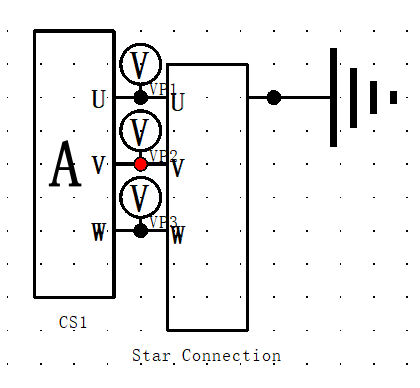 V
VP1
U U
V
A
VP2
V V
V
VP3
W W
CS1
Star Connection